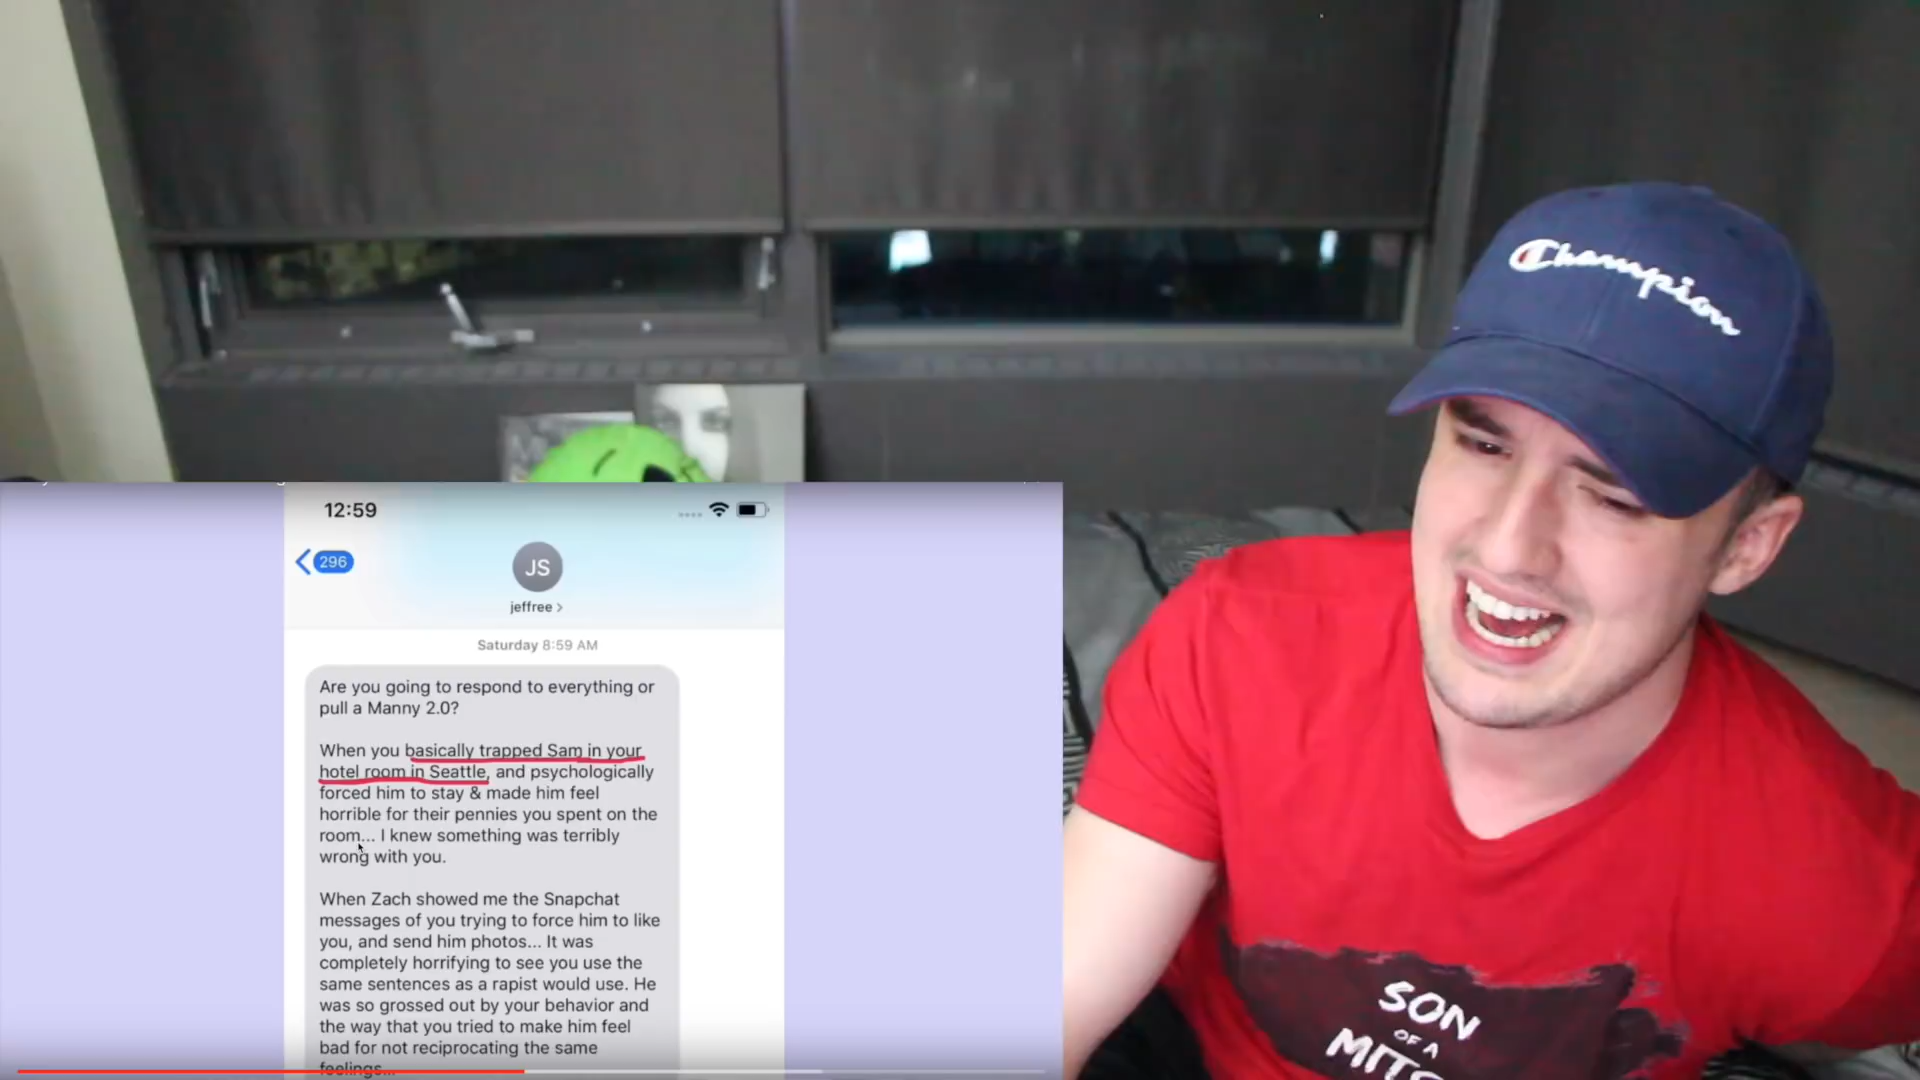 Champion
12:59
296
JS
jeffree >
Saturday 8:59 AM
Are you going to respond to everything or
pull a Manny 2.0?
When you basically trapped Sam in your
hotel room in Seattle, and psychologically
forced him to stay & made him feel
horrible for their pennies you spent on the
room... I knew something was terribly
wrong with you.
When Zach showed me the Snapchat
messages of you trying to force him to like
you, and send him photos... It was
completely horrifying to see you use the
same sentences as a rapist would use. He
was so grossed out by your behavior and
the way that you tried to make him feel
bad for not reciprocating the same
feelings...
SON
OF A